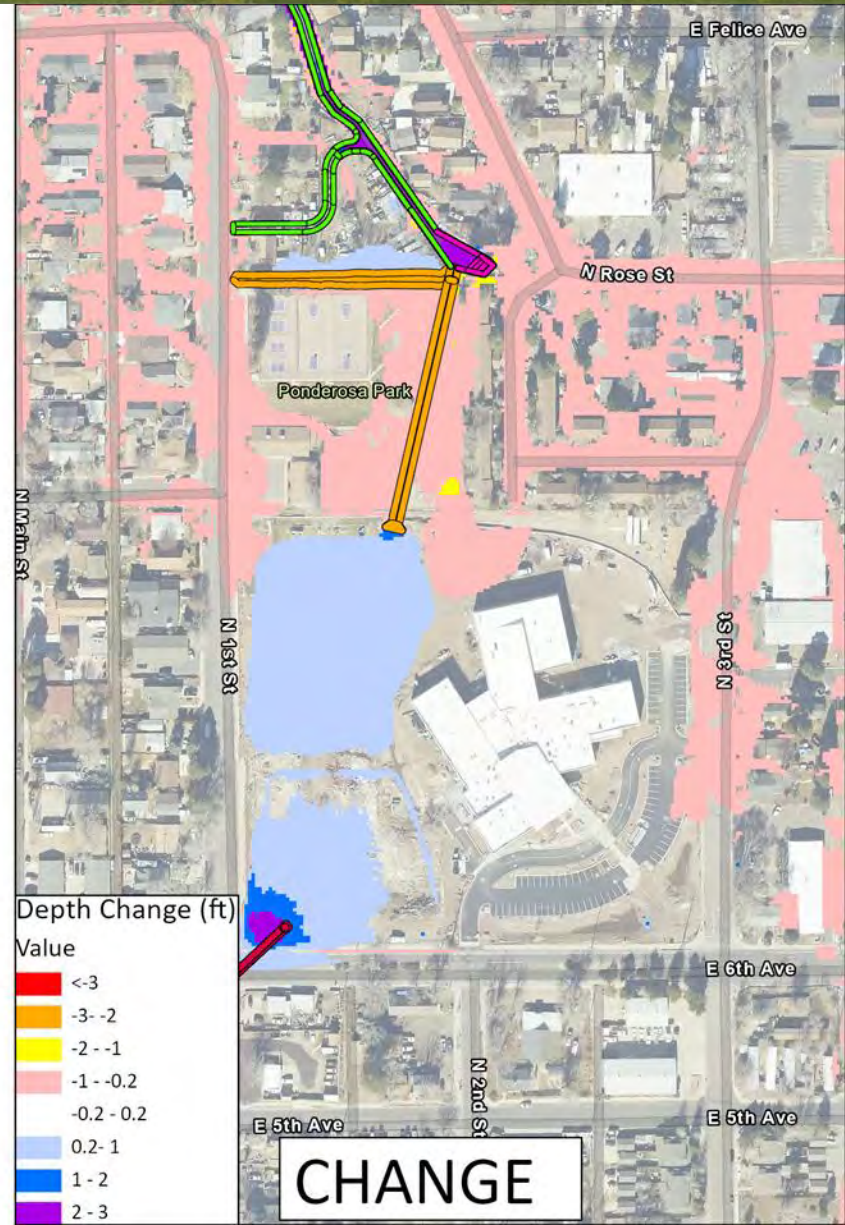 E Felice Ave
N Rose St
Ponderosa Park
N Main St
N 1st St
N 3rd St
Depth Change (ft)
Value
<-3
-3- -2
-2 - -1
-1 - -0.2
-0.2 - 0.2
0.2- 1
1 - 2
2 - 3
E 6th Ave
N 2nd St
E 5th Ave
E 5th Ave
CHANGE